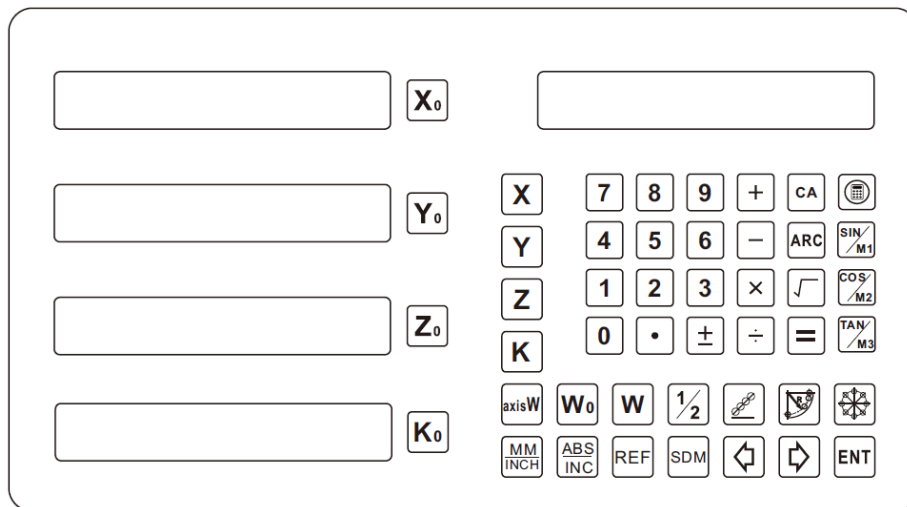 X0
Y0
Z0
K0
X
Y
Z
K
7 8 9 + CA
4 5 6 − ARC SIN/M1
1 2 3 × √ COS/M2
0 • ± ÷ = TAN/M3
axisW W0 W 1/2 R
MM/INCH ABS/INC REF SDM ENT